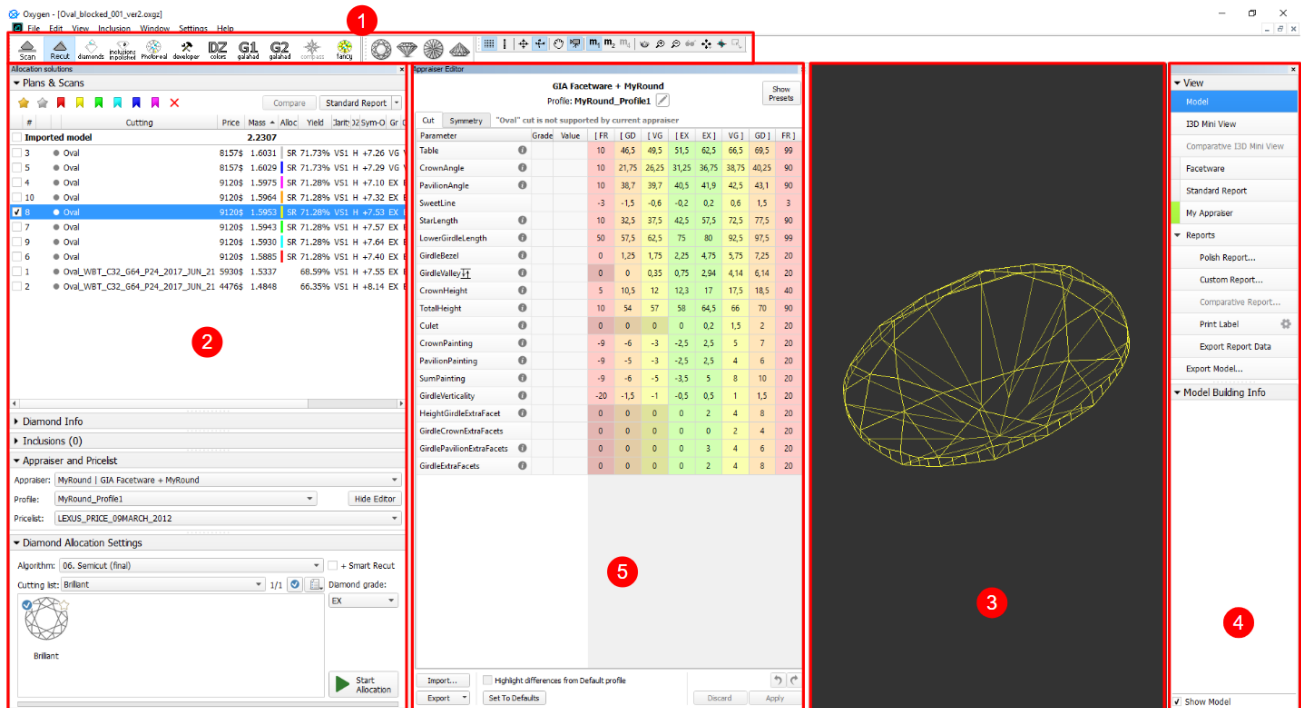 Oxygen - [Oval_blocked_001_ver2.oxgz]
File Edit View Inclusion Window Settings Help
1
Scan Recut diamonds inclusions inpolished Photoreal developer DZ colors G1 galahad G2 galahad compass fancy
Allocation solutions
Plans & Scans
Compare Standard Report
# Cutting Price Mass Alloc Yield Sym-O Gr
Imported model 2.2307
3 Oval 8157$ 1.6031 SR 71.73% VS1 H +7.26 VG
5 Oval 8157$ 1.6029 SR 71.73% VS1 H +7.29 VG
4 Oval 9120$ 1.5975 SR 71.28% VS1 H +7.10 EX
10 Oval 9120$ 1.5964 SR 71.28% VS1 H +7.32 EX
8 Oval 9120$ 1.5953 SR 71.28% VS1 H +7.53 EX
7 Oval 9120$ 1.5943 SR 71.28% VS1 H +7.57 EX
9 Oval 9120$ 1.5930 SR 71.28% VS1 H +7.64 EX
6 Oval 9120$ 1.5885 SR 71.28% VS1 H +7.40 EX
1 Oval_WBT_C32_G64_P24_2017_JUN_21 5930$ 1.5337 68.59% VS1 H +7.55 EX
2 Oval_WBT_C32_G64_P24_2017_JUN_21 4476$ 1.4848 66.35% VS1 H +8.14 EX
2
Diamond Info
Inclusions (0)
Appraiser and Pricelist
Appraiser: MyRound | GIA Facetware + MyRound
Profile: MyRound_Profile1 Hide Editor
Pricelist: LEXUS_PRICE_09MARCH_2012
Diamond Allocation Settings
Algorithm: 06. Semicut (final) + Smart Recut
Cutting list: Brilliant 1/1 Diamond grade:
EX
Brilliant
Start Allocation
Appraiser Editor
GIA Facetware + MyRound
Profile: MyRound_Profile1
Show Presets
Cut Symmetry "Oval" cut is not supported by current appraiser
Parameter Grade Value [ FR [ GD [ VG [ EX EX ] VG ] GD ] FR ]
Table 10 46,5 49,5 51,5 62,5 66,5 69,5 99
CrownAngle 10 21,75 26,25 31,25 36,75 38,75 40,25 90
PavilionAngle 10 38,7 39,7 40,5 41,9 42,5 43,1 90
SweetLine -3 -1,5 -0,6 -0,2 0,2 0,6 1,5 3
StarLength 10 32,5 37,5 42,5 57,5 72,5 77,5 90
LowerGirdleLength 50 57,5 62,5 75 80 92,5 97,5 99
GirdleBezel 0 1,25 1,75 2,25 4,75 5,75 7,25 20
GirdleValley 0 0 0,35 0,75 2,94 4,14 6,14 20
CrownHeight 5 10,5 12 12,3 17 17,5 18,5 40
TotalHeight 10 54 57 58 64,5 66 70 90
Culet 0 0 0 0 0,2 1,5 2 20
CrownPainting -9 -6 -3 -2,5 2,5 5 7 20
PavilionPainting -9 -5 -3 -2,5 2,5 4 6 20
SumPainting -9 -6 -5 -3,5 5 8 10 20
GirdleVerticality -20 -1,5 -1 -0,5 0,5 1 1,5 20
HeightGirdleExtraFacet 0 0 0 0 2 4 8 20
GirdleCrownExtraFacets 0 0 0 0 0 2 4 20
GirdlePavilionExtraFacets 0 0 0 0 3 4 6 20
GirdleExtraFacets 0 0 0 0 2 4 8 20
5
Import... Highlight differences from Default profile
Export Set To Defaults Discard Apply
3
View
Model
I3D Mini View
Comparative I3D Mini View
Facetware
Standard Report
My Appraiser
Reports
Polish Report...
Custom Report...
Comparative Report...
Print Label
Export Report Data
Export Model...
Model Building Info
4
Show Model